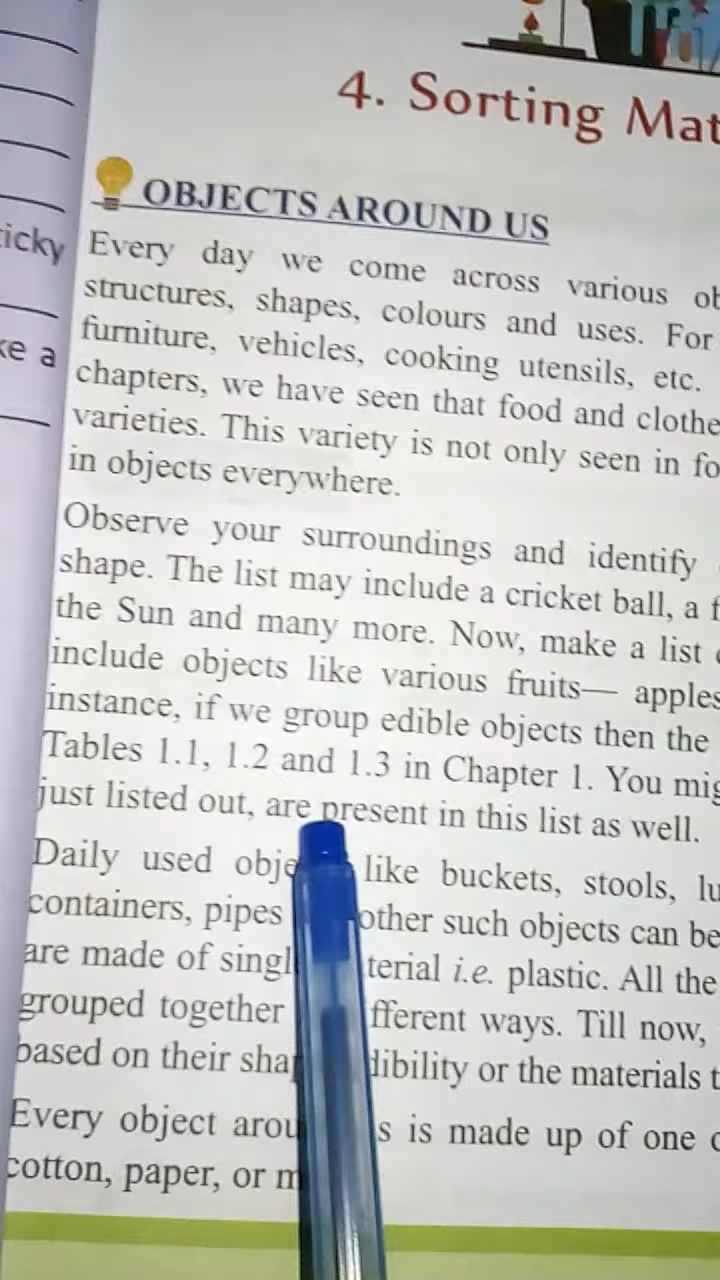 4. Sorting Mat
OBJECTS AROUND US
Every day we come across various ob
structures, shapes, colours and uses. For
furniture, vehicles, cooking utensils, etc.
chapters, we have seen that food and clothe
varieties. This variety is not only seen in fo
in objects everywhere.
Observe your surroundings and identify
shape. The list may include a cricket ball, a f
the Sun and many more. Now, make a list
include objects like various fruits— apples
instance, if we group edible objects then the
Tables 1.1, 1.2 and 1.3 in Chapter 1. You mig
just listed out, are present in this list as well.
Daily used obje like buckets, stools, lu
containers, pipes other such objects can be
are made of singl terial i.e. plastic. All the
grouped together fferent ways. Till now,
based on their sha dibility or the materials t
Every object arou s is made up of one
cotton, paper, or m
icky
ke a